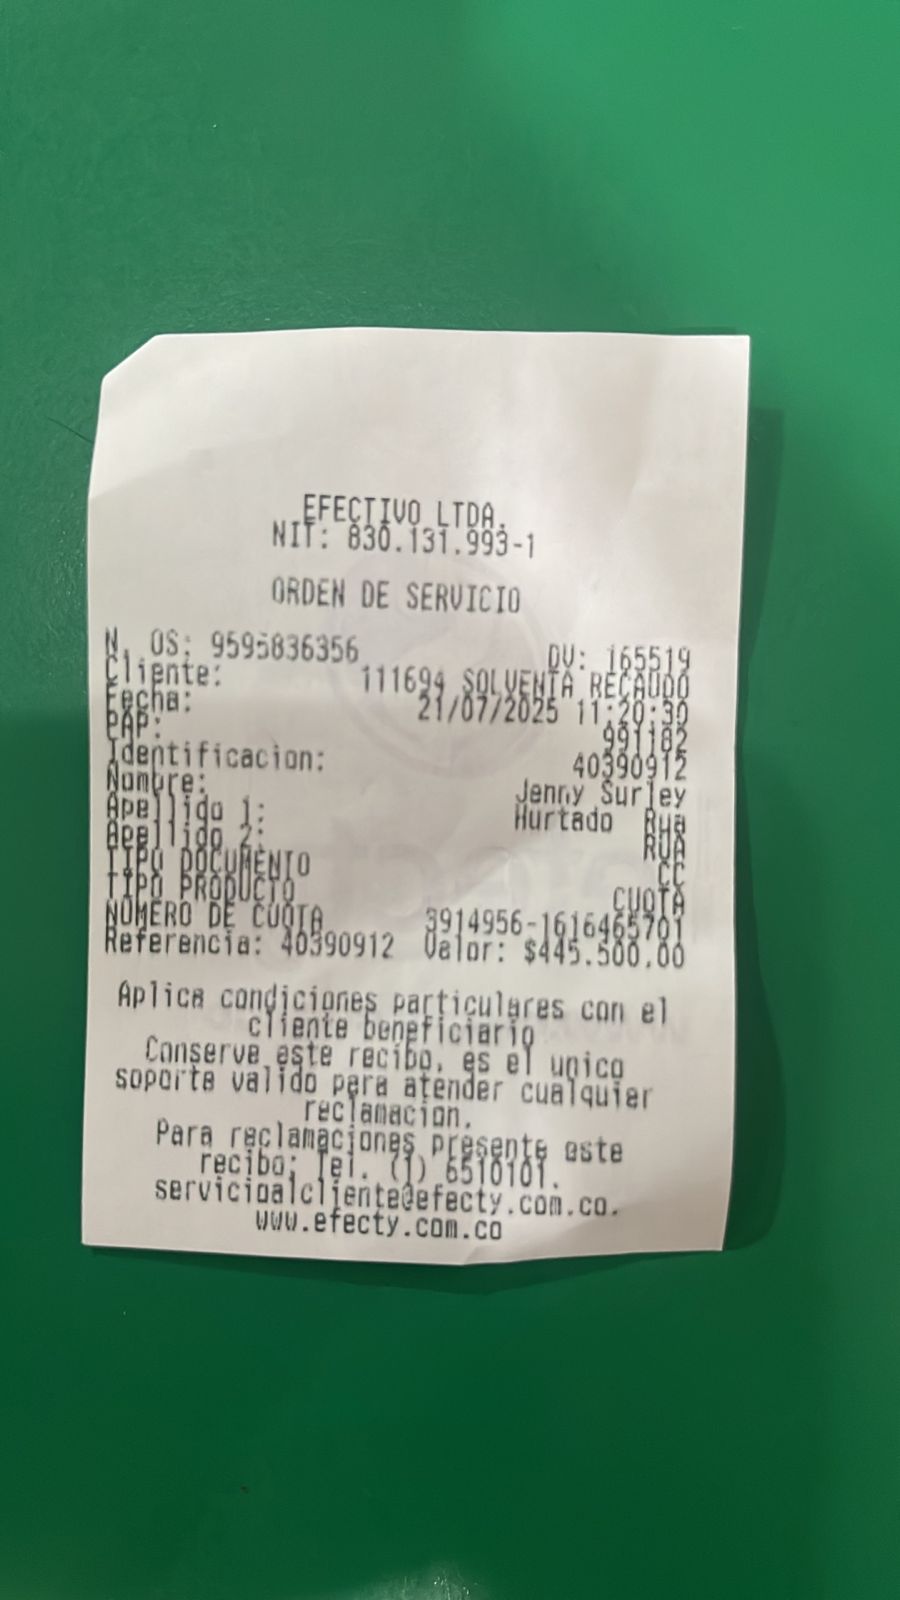 EFECTIVO LTDA.
NIT: 830.131.993-1
ORDEN DE SERVICIO
N. OS: 9595836356 DV: 165519
Cliente: 111694 SOLVENTA RECAUDO
Fecha: 21/07/2025 11:20:30
PAP: 991182
Identificacion: 40390912
Nombre: Jenny Surley
Apellido 1: Hurtado Rua
Apellido 2: RUA
TIPO DOCUMENTO CC
TIPO PRODUCTO CUOTA
NUMERO DE CUOTA 3914956-1616465701
Referencia: 40390912 Valor: $445.500,00
Aplica condiciones particulares con el
cliente beneficiario
Conserve este recibo, es el unico
soporte valido para atender cualquier
reclamacion.
Para reclamaciones presente este
recibo; Tel. (1) 6510101.
servicioalcliente@efecty.com.co.
www.efecty.com.co